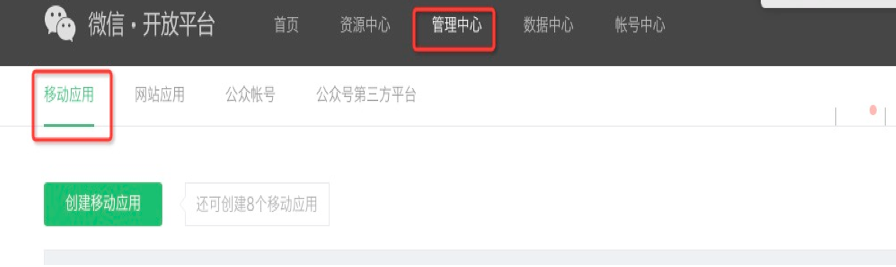 微信·开放平台 首页 资源中心 管理中心 数据中心 帐号中心
移动应用 网站应用 公众帐号 公众号第三方平台
创建移动应用 还可创建8个移动应用